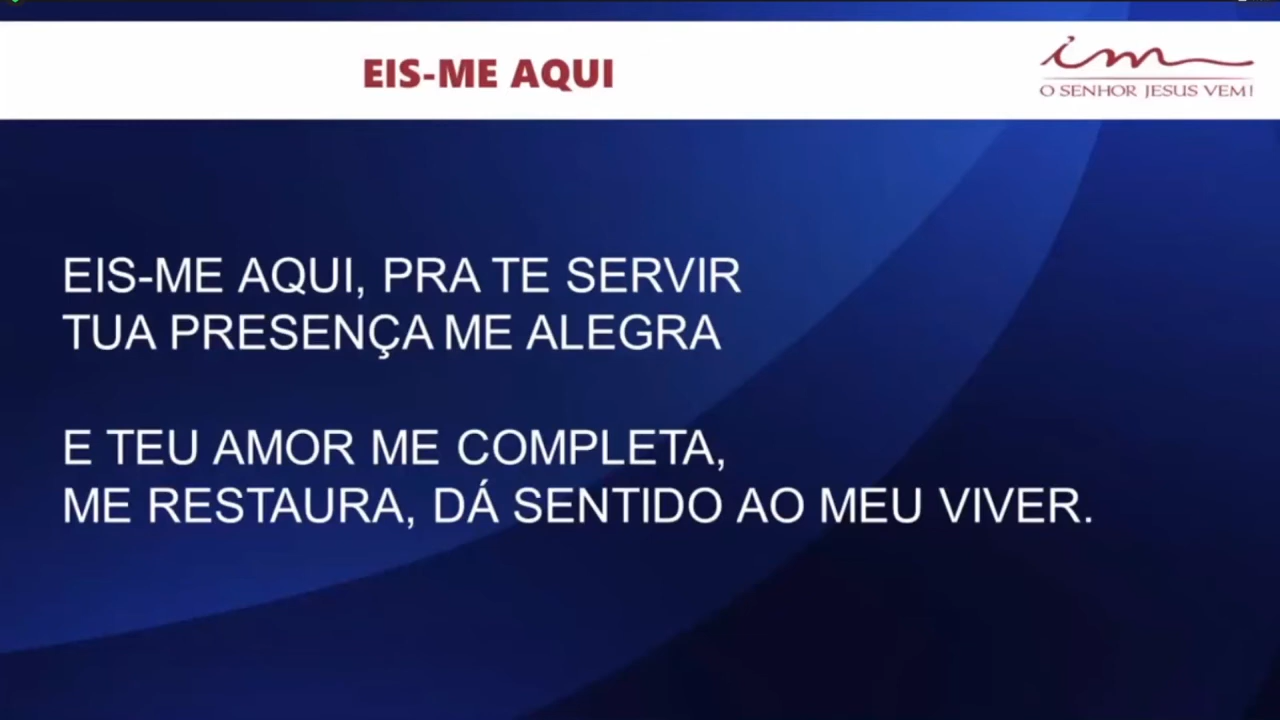 EIS-ME AQUI
im
O SENHOR JESUS VEM!
EIS-ME AQUI, PRA TE SERVIR
TUA PRESENÇA ME ALEGRA
E TEU AMOR ME COMPLETA,
ME RESTAURA, DÁ SENTIDO AO MEU VIVER.